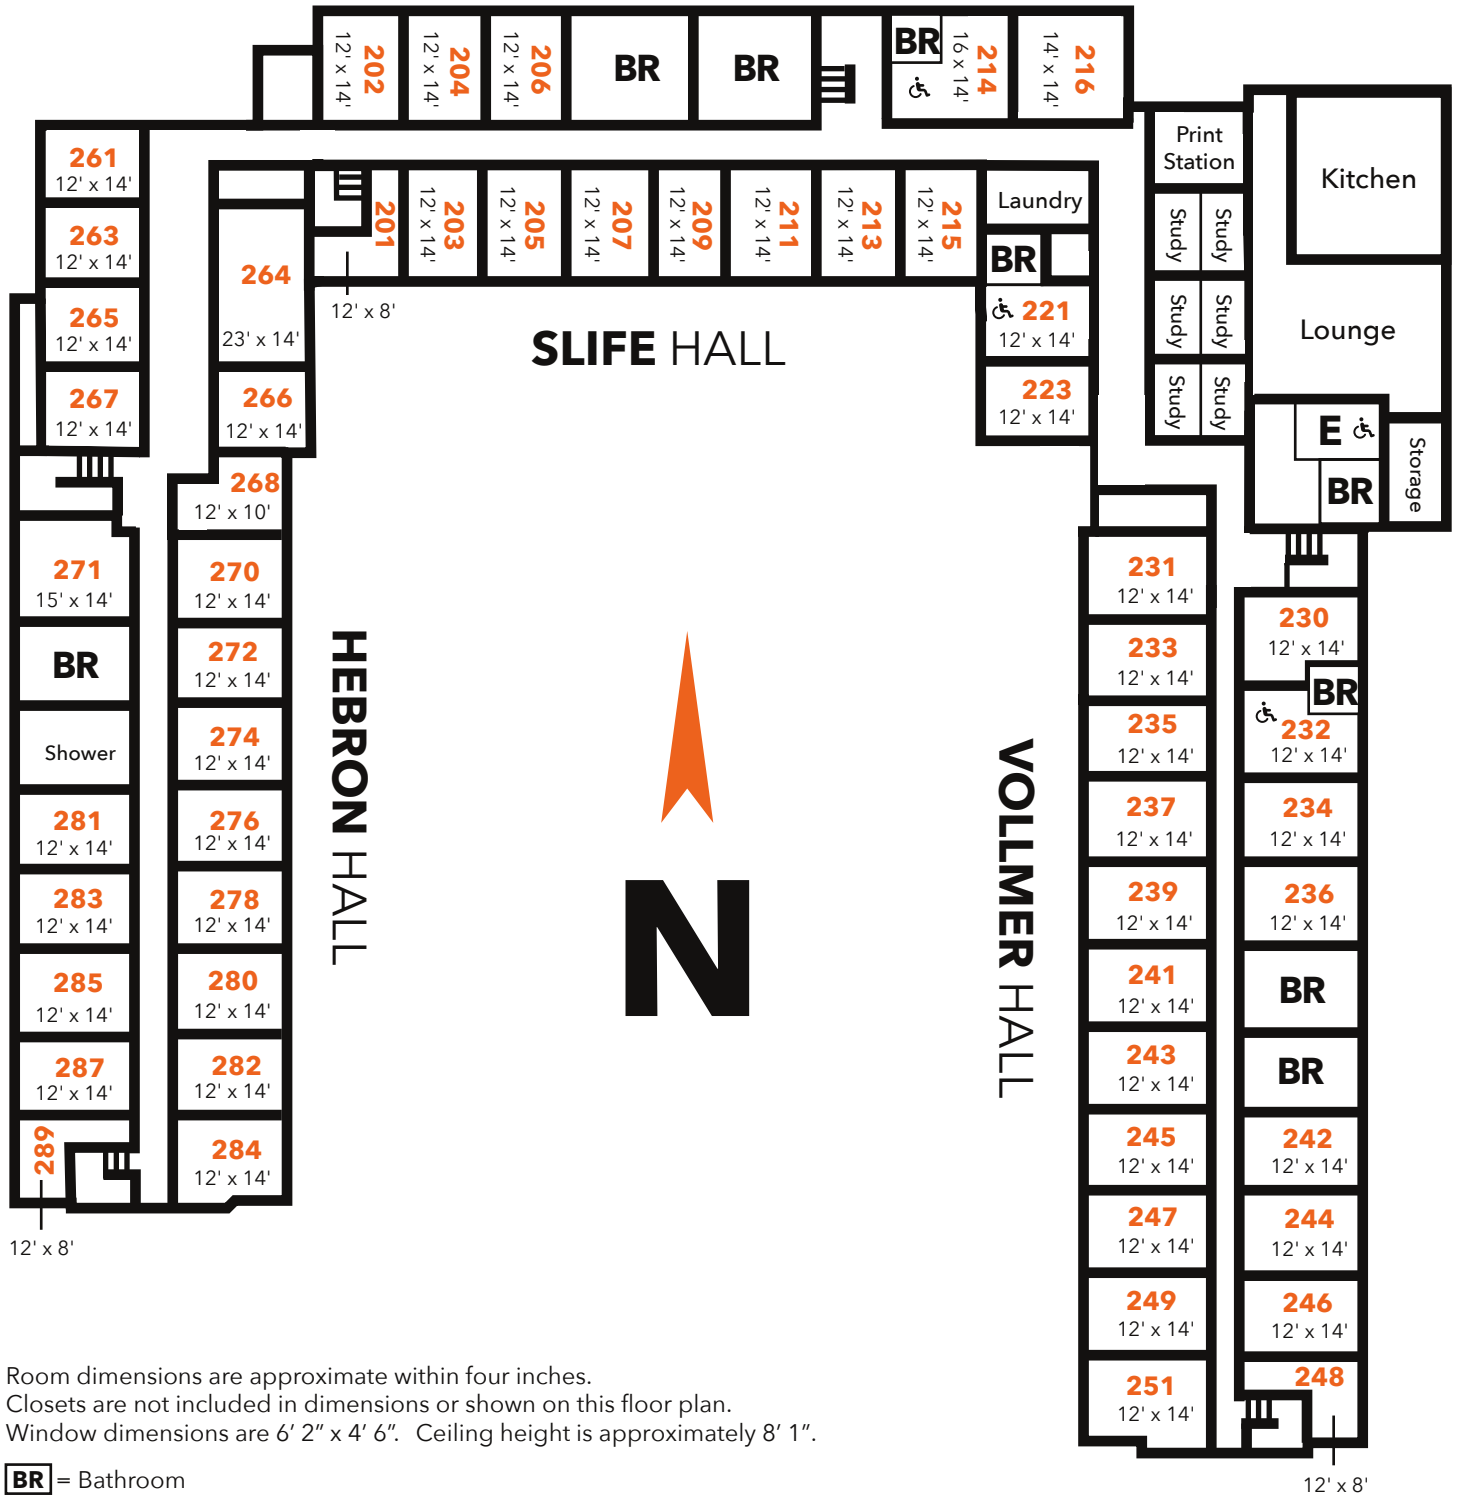 202
12' x 14'
204
12' x 14'
206
12' x 14'
BR
BR
BR
214
16 x 14'
216
14' x 14'
Print
Station
Kitchen
Study
Study
Study
Study
Study
Study
Lounge
E
BR
Storage
261
12' x 14'
263
12' x 14'
265
12' x 14'
267
12' x 14'
264
23' x 14'
266
12' x 14'
268
12' x 10'
201
12' x 8'
203
12' x 14'
205
12' x 14'
207
12' x 14'
209
12' x 14'
211
12' x 14'
213
12' x 14'
215
12' x 14'
Laundry
BR
221
12' x 14'
223
12' x 14'
SLIFE HALL
271
15' x 14'
BR
Shower
281
12' x 14'
283
12' x 14'
285
12' x 14'
287
12' x 14'
289
12' x 8'
270
12' x 14'
272
12' x 14'
274
12' x 14'
276
12' x 14'
278
12' x 14'
280
12' x 14'
282
12' x 14'
284
12' x 14'
HEBRON HALL
N
VOLLMER HALL
231
12' x 14'
233
12' x 14'
235
12' x 14'
237
12' x 14'
239
12' x 14'
241
12' x 14'
243
12' x 14'
245
12' x 14'
247
12' x 14'
249
12' x 14'
251
12' x 14'
230
12' x 14'
BR
232
12' x 14'
234
12' x 14'
236
12' x 14'
BR
BR
242
12' x 14'
244
12' x 14'
246
12' x 14'
248
12' x 8'
Room dimensions are approximate within four inches.
Closets are not included in dimensions or shown on this floor plan.
Window dimensions are 6’ 2” x 4’ 6”. Ceiling height is approximately 8’ 1”.
BR = Bathroom